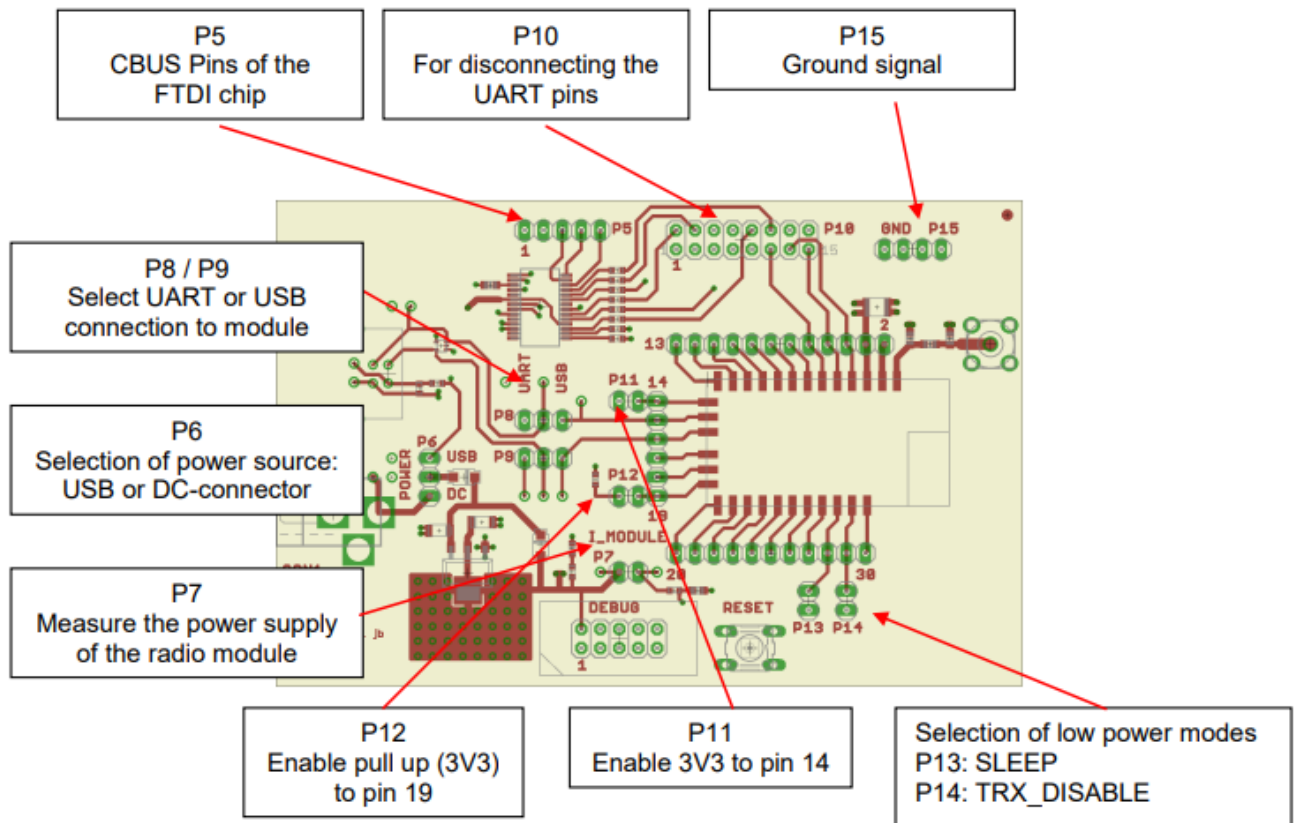 P5
CBUS Pins of the
FTDI chip
P10
For disconnecting the
UART pins
P15
Ground signal
P8 / P9
Select UART or USB
connection to module
P6
Selection of power source:
USB or DC-connector
P7
Measure the power supply
of the radio module
P12
Enable pull up (3V3)
to pin 19
P11
Enable 3V3 to pin 14
Selection of low power modes
P13: SLEEP
P14: TRX_DISABLE
P5
1
P10
1
15
GND P15
2
13
UART
USB
P11
14
P8
P9
P6
USB
POWER
DC
P12
19
I_MODULE
P7
20
30
DEBUG
1
RESET
P13 P14
jb